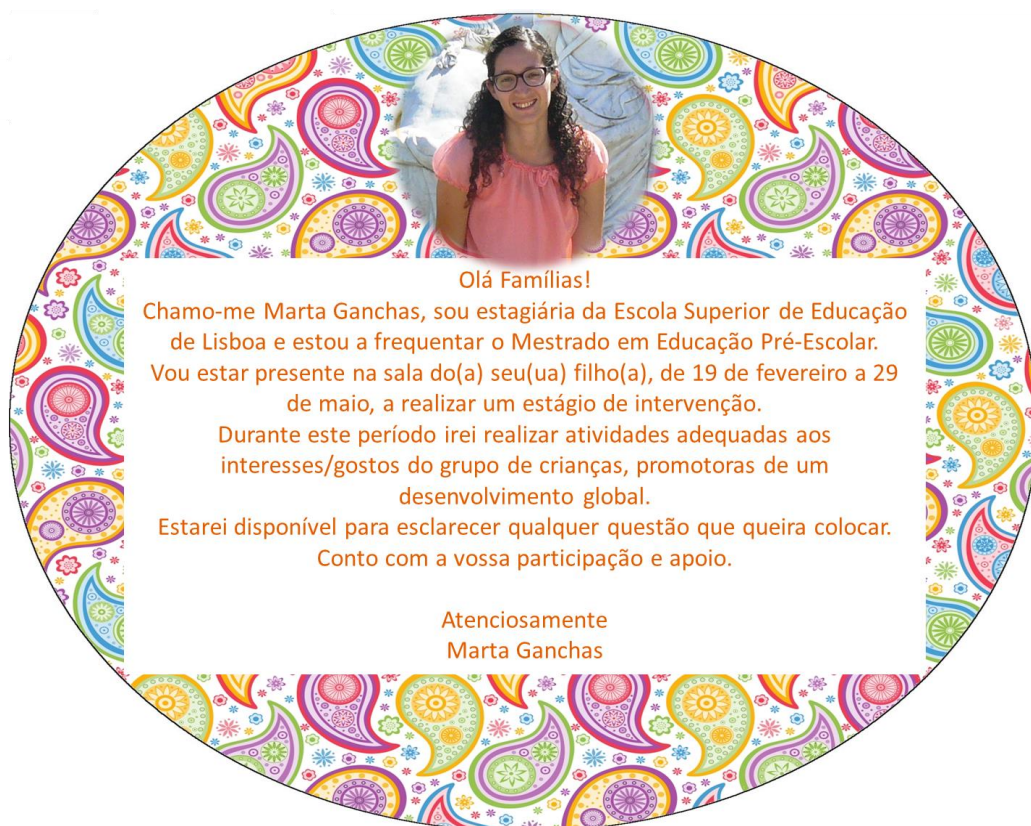 Olá Famílias!
Chamo-me Marta Ganchas, sou estagiária da Escola Superior de Educação
de Lisboa e estou a frequentar o Mestrado em Educação Pré-Escolar.
Vou estar presente na sala do(a) seu(ua) filho(a), de 19 de fevereiro a 29
de maio, a realizar um estágio de intervenção.
Durante este período irei realizar atividades adequadas aos
interesses/gostos do grupo de crianças, promotoras de um
desenvolvimento global.
Estarei disponível para esclarecer qualquer questão que queira colocar.
Conto com a vossa participação e apoio.
Atenciosamente
Marta Ganchas